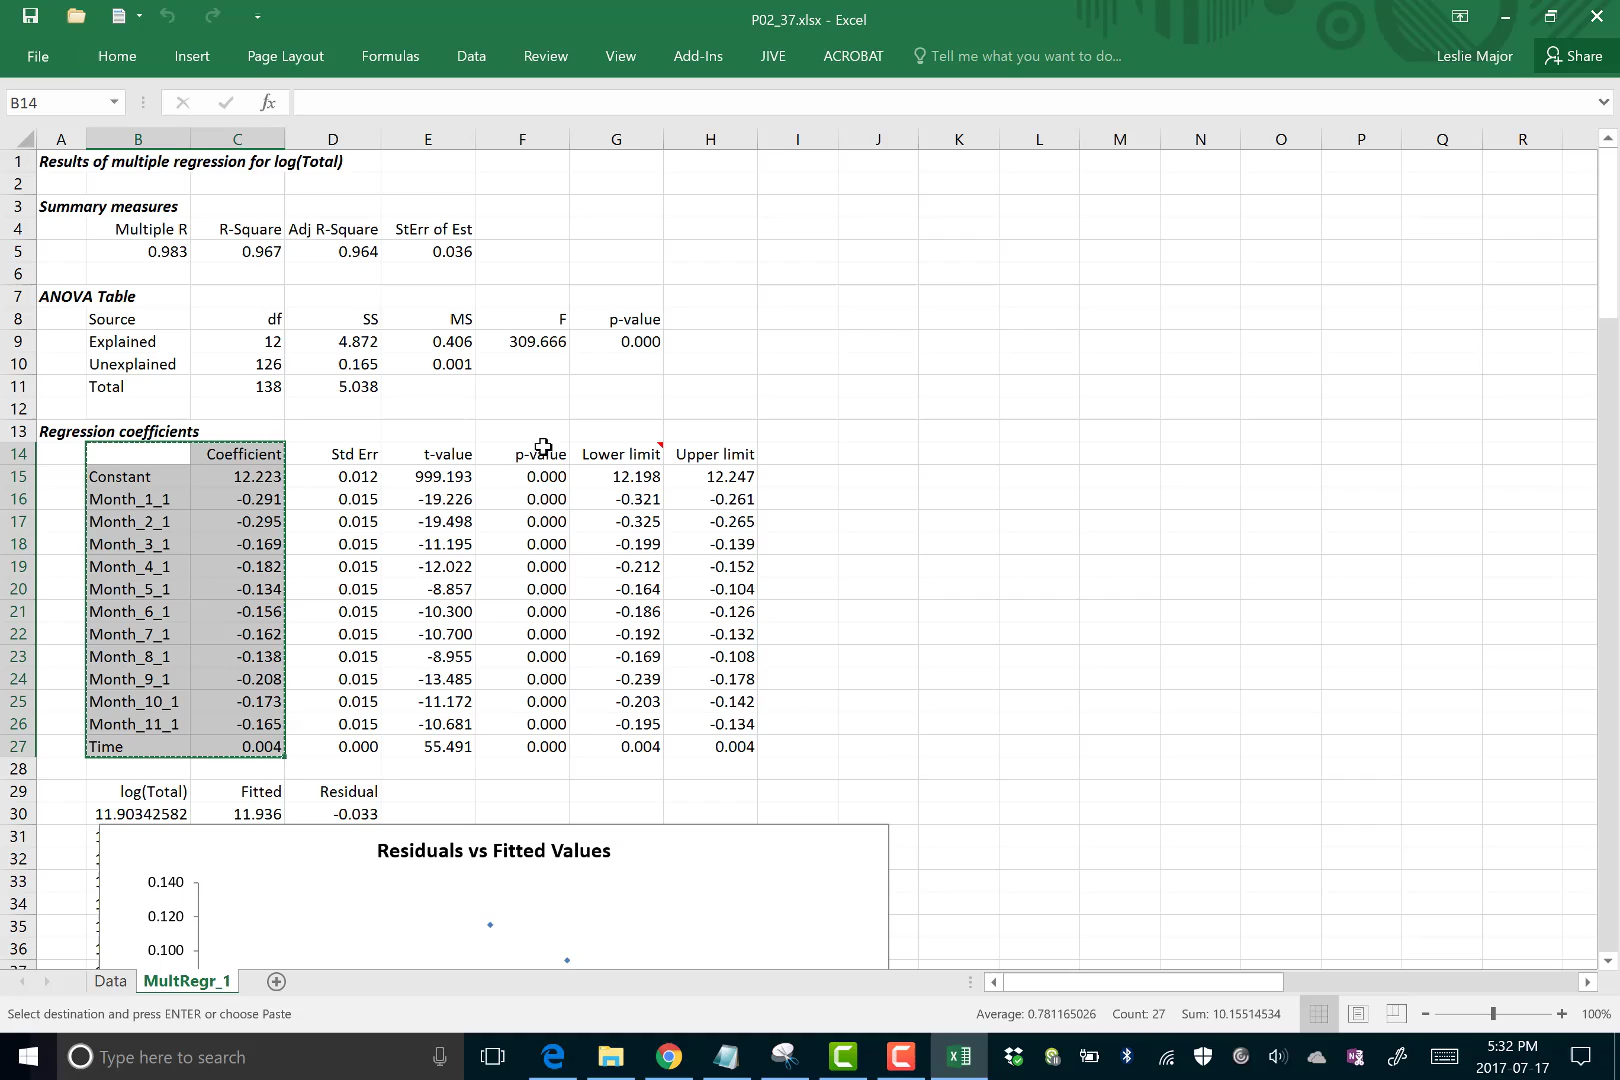 P02_37.xlsx - Excel
File Home Insert Page Layout Formulas Data Review View Add-Ins JIVE ACROBAT Tell me what you want to do... Leslie Major Share
B14 fx
A B C D E F G H I J K L M N O P Q R
1 Results of multiple regression for log(Total)
2
3 Summary measures
4 Multiple R R-Square Adj R-Square StErr of Est
5 0.983 0.967 0.964 0.036
6
7 ANOVA Table
8 Source df SS MS F p-value
9 Explained 12 4.872 0.406 309.666 0.000
10 Unexplained 126 0.165 0.001
11 Total 138 5.038
12
13 Regression coefficients
14 Coefficient Std Err t-value p-value Lower limit Upper limit
15 Constant 12.223 0.012 999.193 0.000 12.198 12.247
16 Month_1_1 -0.291 0.015 -19.226 0.000 -0.321 -0.261
17 Month_2_1 -0.295 0.015 -19.498 0.000 -0.325 -0.265
18 Month_3_1 -0.169 0.015 -11.195 0.000 -0.199 -0.139
19 Month_4_1 -0.182 0.015 -12.022 0.000 -0.212 -0.152
20 Month_5_1 -0.134 0.015 -8.857 0.000 -0.164 -0.104
21 Month_6_1 -0.156 0.015 -10.300 0.000 -0.186 -0.126
22 Month_7_1 -0.162 0.015 -10.700 0.000 -0.192 -0.132
23 Month_8_1 -0.138 0.015 -8.955 0.000 -0.169 -0.108
24 Month_9_1 -0.208 0.015 -13.485 0.000 -0.239 -0.178
25 Month_10_1 -0.173 0.015 -11.172 0.000 -0.203 -0.142
26 Month_11_1 -0.165 0.015 -10.681 0.000 -0.195 -0.134
27 Time 0.004 0.000 55.491 0.000 0.004 0.004
28
29 log(Total) Fitted Residual
30 11.90342582 11.936 -0.033
31
32 Residuals vs Fitted Values
33 0.140
34
35 0.120
36 0.100
Data MultRegr_1
Select destination and press ENTER or choose Paste Average: 0.781165026 Count: 27 Sum: 10.15514534 100%
Type here to search 5:32 PM
2017-07-17